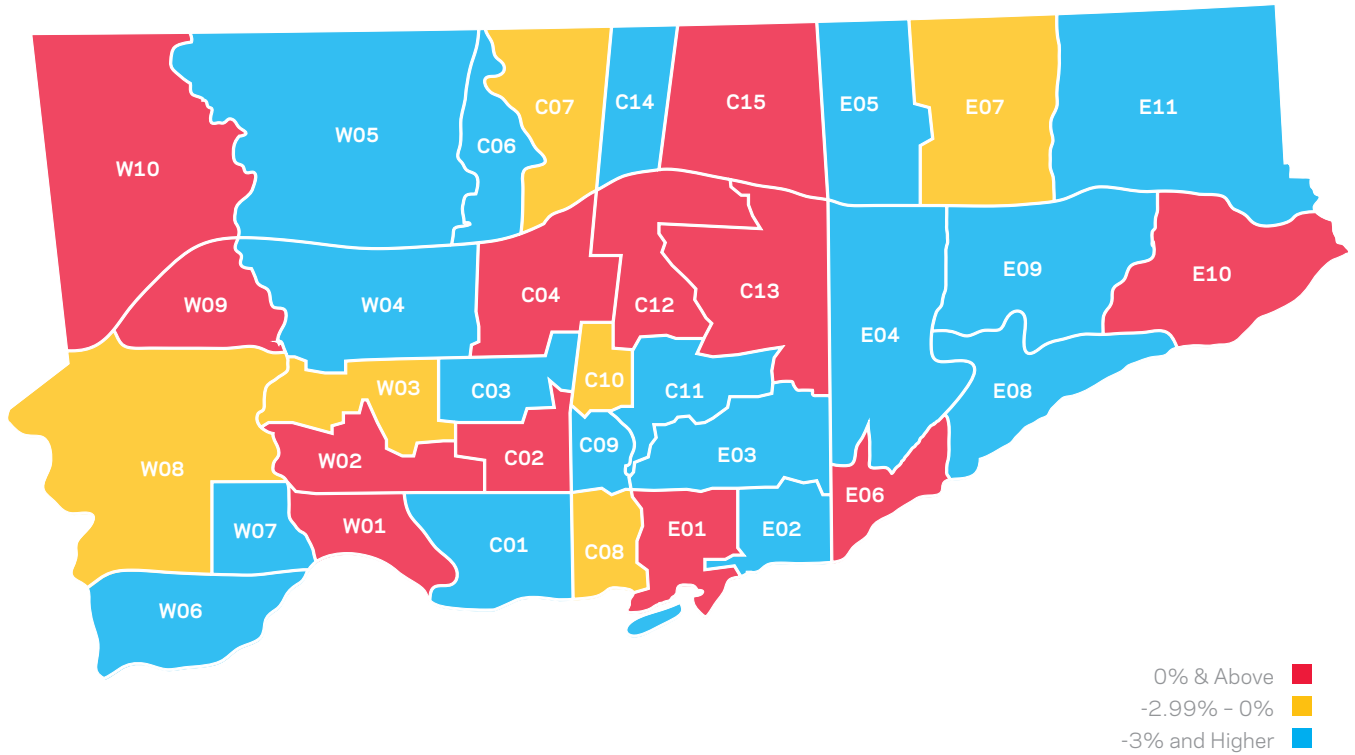 C07
C14
C15
E05
E07
E11
W05
C06
W10
E09
E10
W09
W04
C04
C12
C13
E04
W03
C03
C10
C11
E08
W08
W02
C02
C09
E03
E06
W07
W01
C01
C08
E01
E02
W06
0% & Above
-2.99% – 0%
-3% and Higher